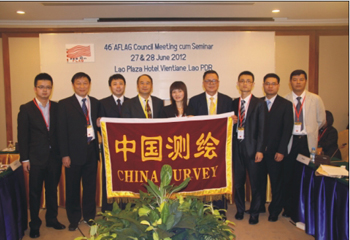 46 AFLAG Council Meeting cum Seminar
27 & 28 June 2012
Lao Plaza Hotel Vientiane, Lao PDR
中国测绘
CHINA SURVEY